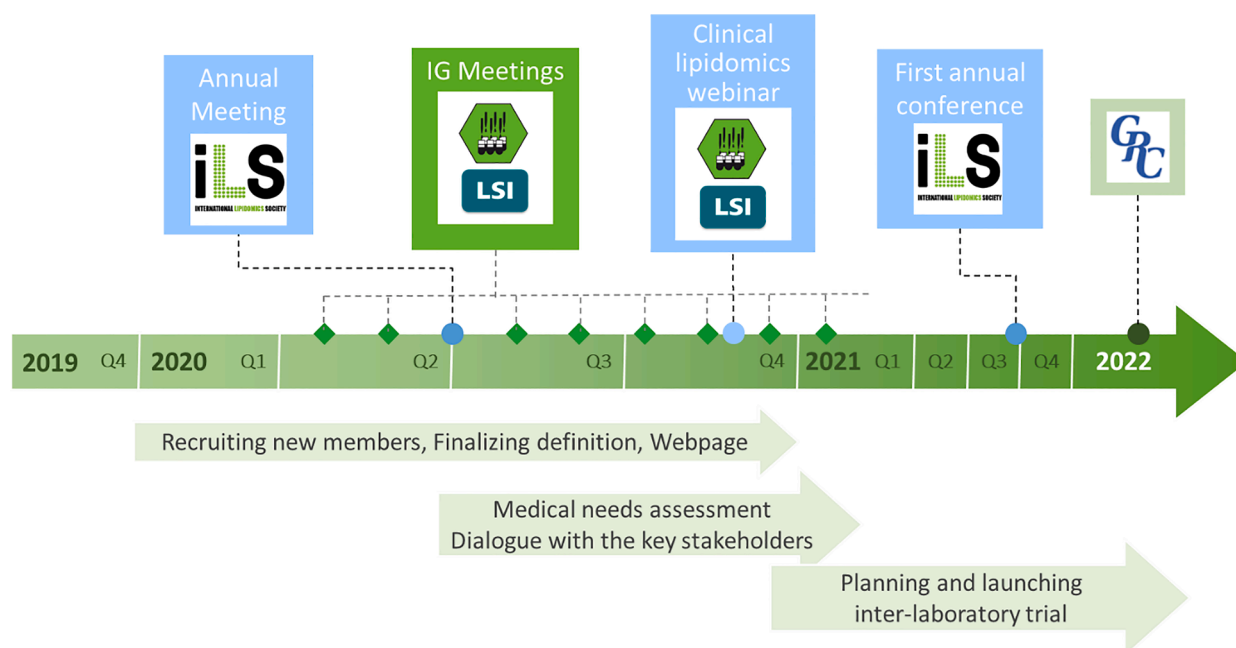 Annual
Meeting
iLS
INTERNATIONAL LIPIDOMICS SOCIETY
IG Meetings
LSI
Clinical
lipidomics
webinar
LSI
First annual
conference
iLS
INTERNATIONAL LIPIDOMICS SOCIETY
GRC
2019 Q4 2020 Q1 Q2 Q3 Q4 2021 Q1 Q2 Q3 Q4 2022
Recruiting new members, Finalizing definition, Webpage
Medical needs assessment
Dialogue with the key stakeholders
Planning and launching
inter-laboratory trial